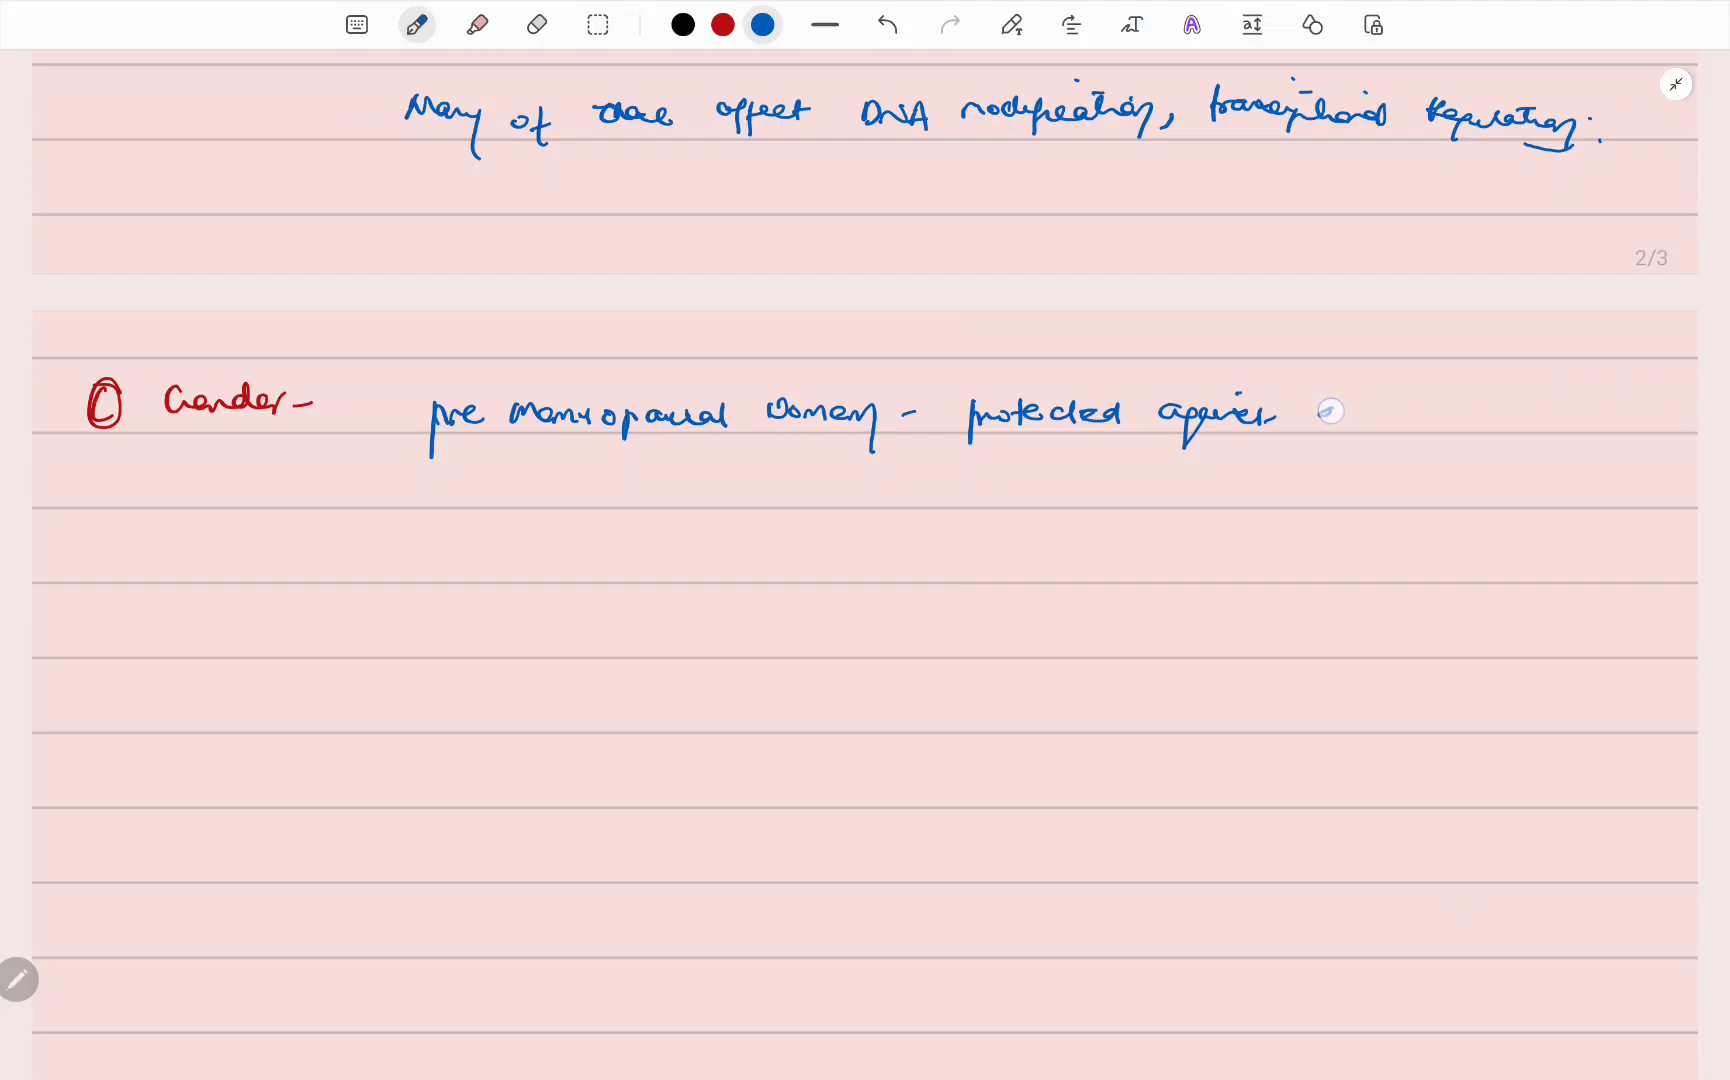 Many of these affect DNA modification, transcriptional regulation.
2/3
C Gender - pre menopausal women - protected against